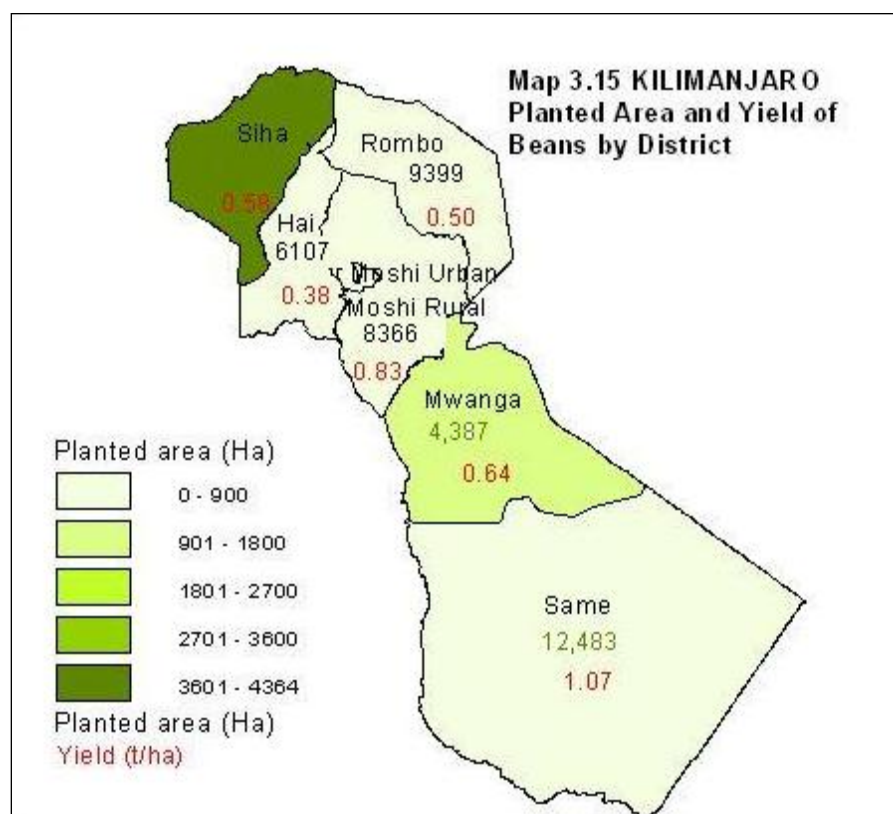 Map 3.15 KILIMANJARO
Planted Area and Yield of
Beans by District
Siha
0.58
Rombo
9399
0.50
Hai
6107
0.38
r Moshi Urban
Moshi Rural
8366
0.83
Mwanga
4,387
0.64
Same
12,483
1.07
Planted area (Ha)
0 - 900
901 - 1800
1801 - 2700
2701 - 3600
3601 - 4364
Planted area (Ha)
Yield (t/ha)